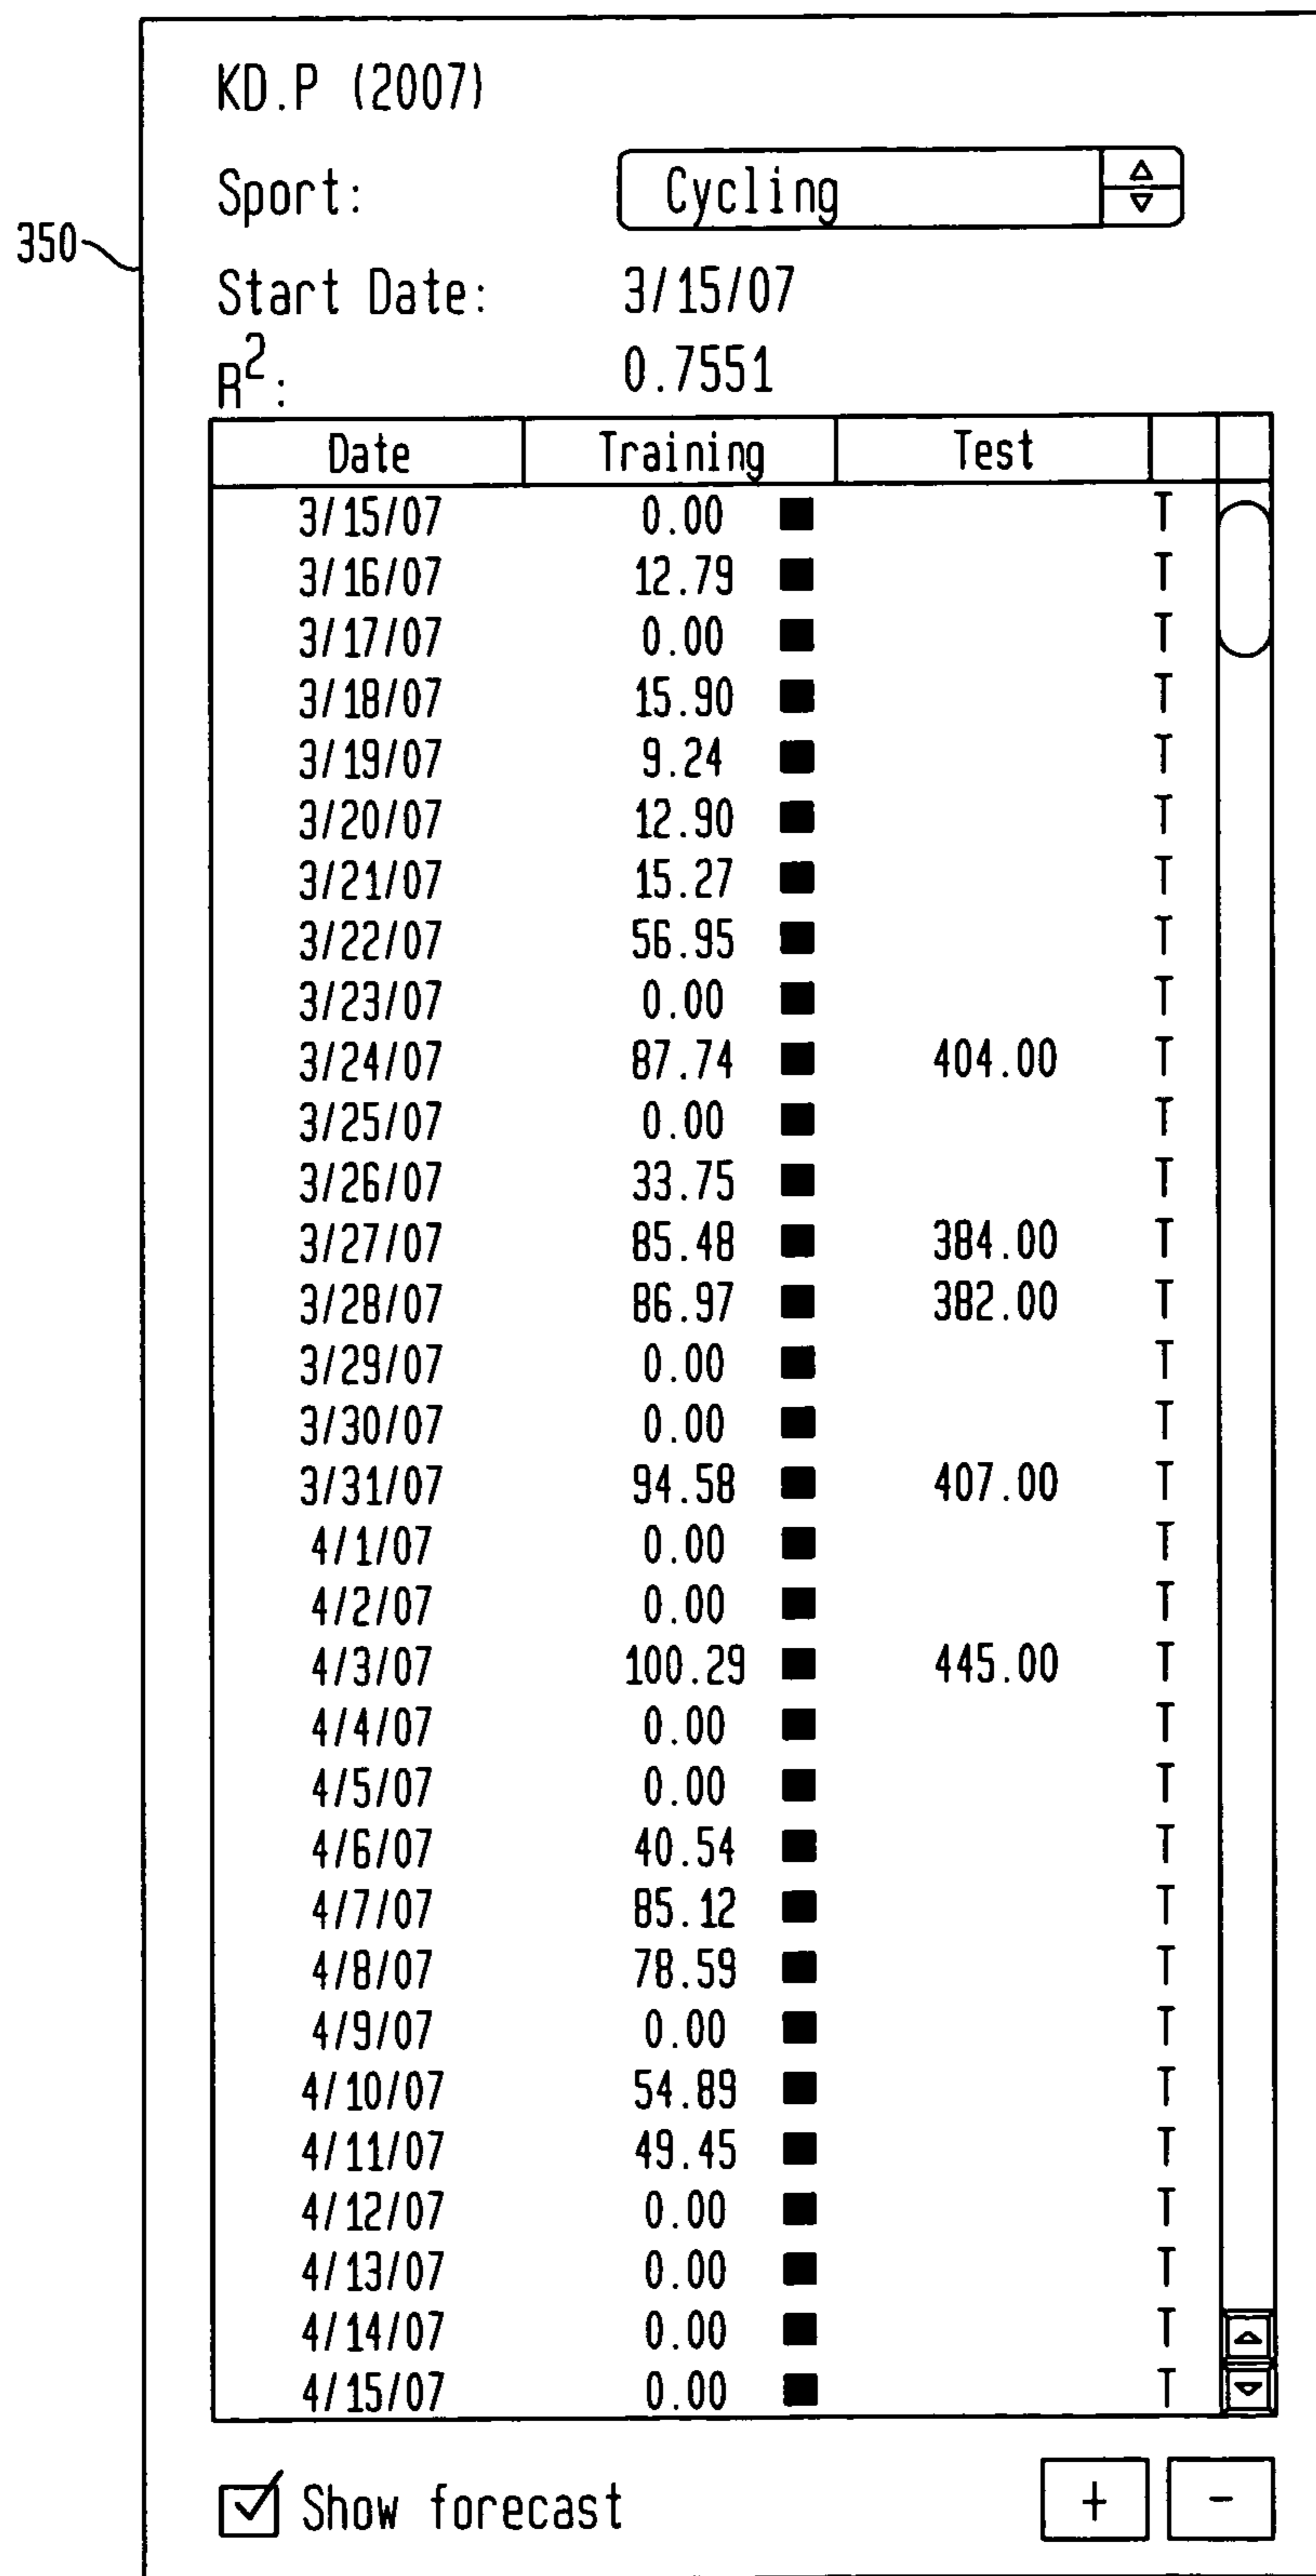 KD.P (2007)
Sport: Cycling
350
Start Date: 3/15/07
R2: 0.7551
Date Training Test
3/15/07 0.00 T
3/16/07 12.79 T
3/17/07 0.00 T
3/18/07 15.90 T
3/19/07 9.24 T
3/20/07 12.90 T
3/21/07 15.27 T
3/22/07 56.95 T
3/23/07 0.00 T
3/24/07 87.74 404.00 T
3/25/07 0.00 T
3/26/07 33.75 T
3/27/07 85.48 384.00 T
3/28/07 86.97 382.00 T
3/29/07 0.00 T
3/30/07 0.00 T
3/31/07 94.58 407.00 T
4/1/07 0.00 T
4/2/07 0.00 T
4/3/07 100.29 445.00 T
4/4/07 0.00 T
4/5/07 0.00 T
4/6/07 40.54 T
4/7/07 85.12 T
4/8/07 78.59 T
4/9/07 0.00 T
4/10/07 54.89 T
4/11/07 49.45 T
4/12/07 0.00 T
4/13/07 0.00 T
4/14/07 0.00 T
4/15/07 0.00 T
Show forecast + -